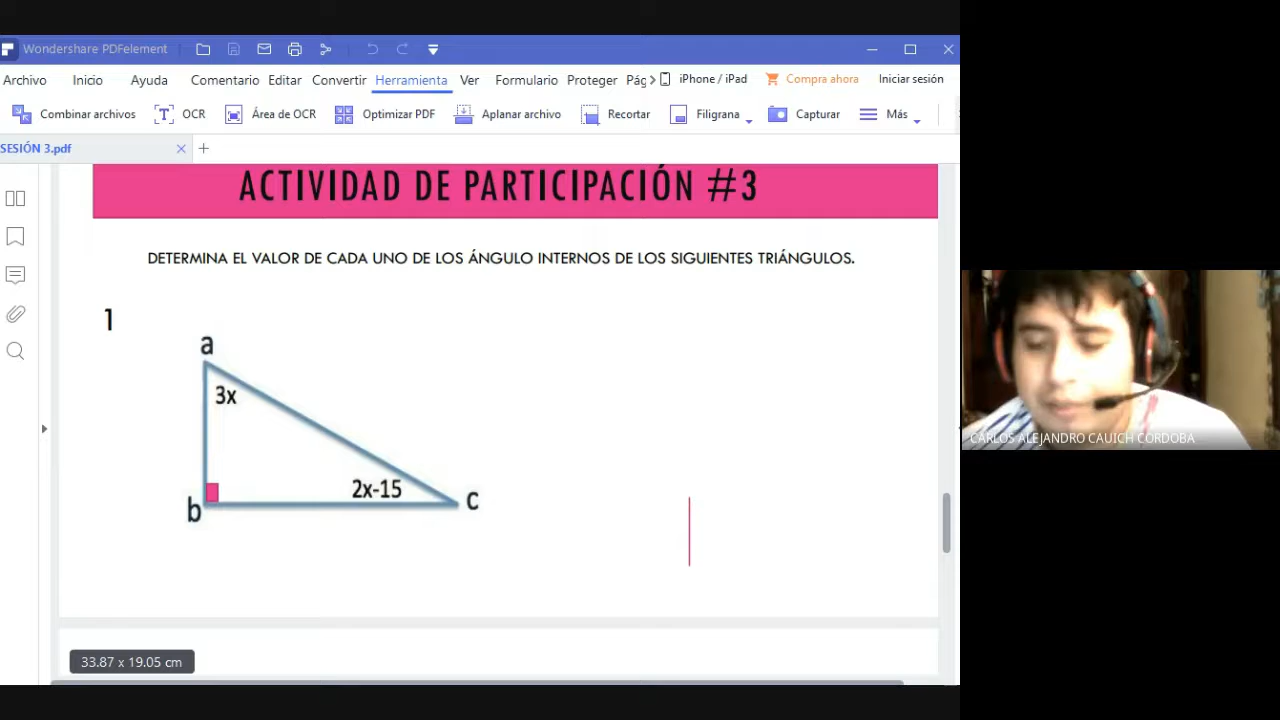 Wondershare PDFelement
Archivo Inicio Ayuda Comentario Editar Convertir Herramienta Ver Formulario Proteger Pág iPhone / iPad Compra ahora Iniciar sesión
Combinar archivos OCR Área de OCR Optimizar PDF Aplanar archivo Recortar Filigrana Capturar Más
SESIÓN 3.pdf
ACTIVIDAD DE PARTICIPACIÓN #3
DETERMINA EL VALOR DE CADA UNO DE LOS ÁNGULO INTERNOS DE LOS SIGUIENTES TRIÁNGULOS.
1
a
3x
2x-15
b
c
CARLOS ALEJANDRO CAUICH CORDOBA
33.87 x 19.05 cm